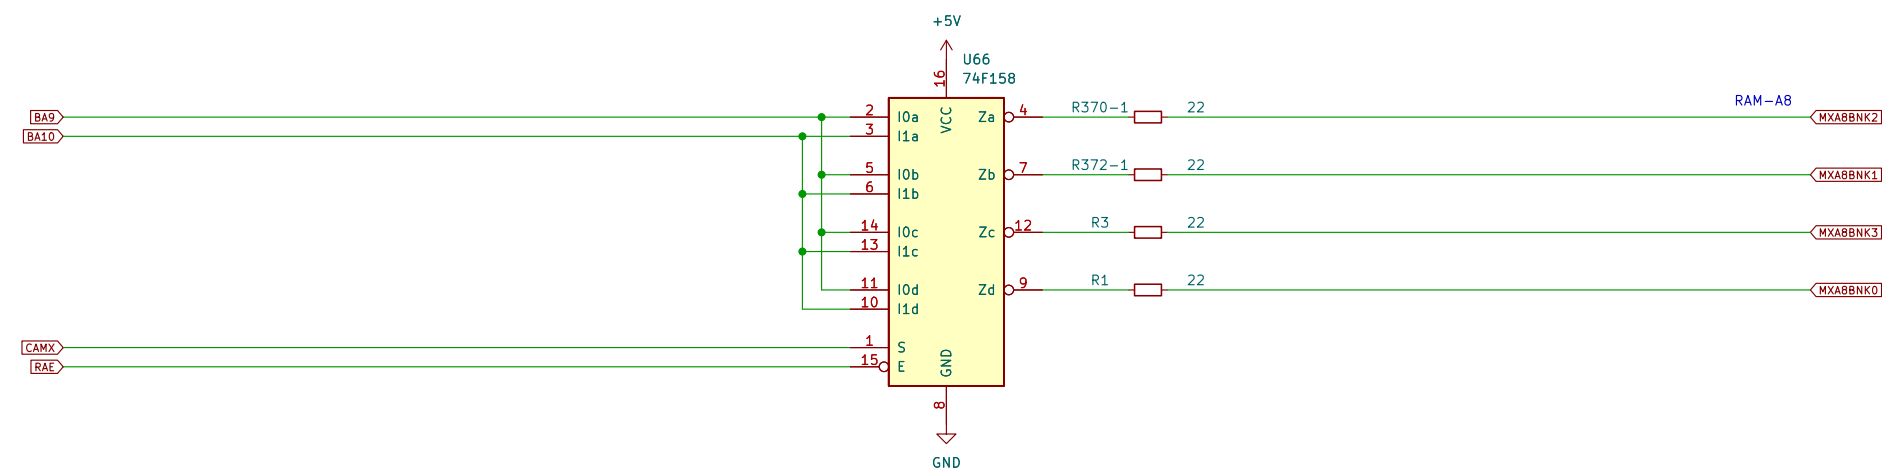 +5V
U66
74F158
16
BA9
2
I0a
VCC
Za
4
R370-1
22
RAM-A8
MXA8BNK2
BA10
3
I1a
5
I0b
Zb
7
R372-1
22
MXA8BNK1
6
I1b
14
I0c
Zc
12
R3
22
MXA8BNK3
13
I1c
11
I0d
Zd
9
R1
22
MXA8BNK0
10
I1d
CAMX
1
S
RAE
15
E
GND
8
GND